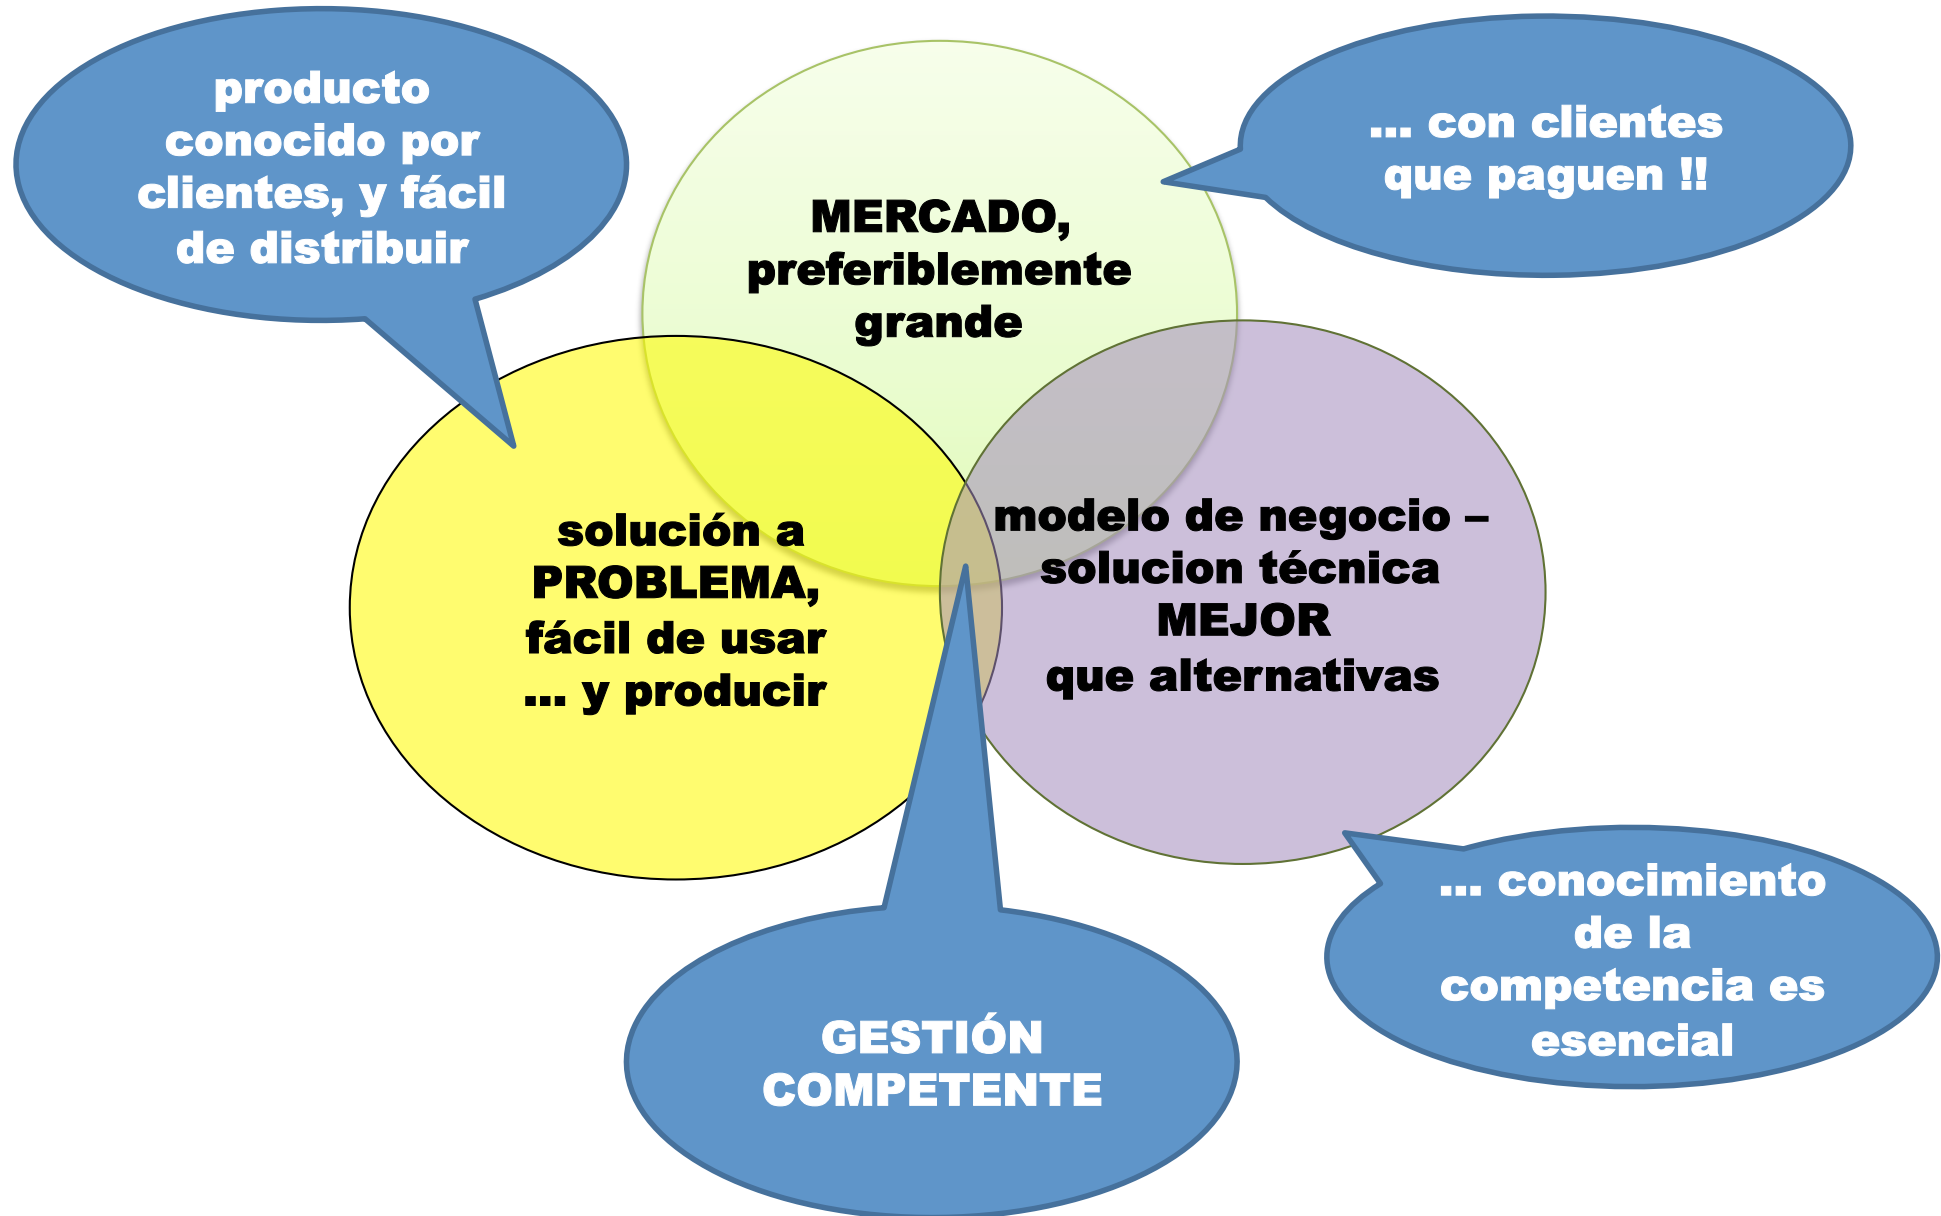 producto
conocido por
clientes, y fácil
de distribuir
... con clientes
que paguen !!
MERCADO,
preferiblemente
grande
solución a
PROBLEMA,
fácil de usar
... y producir
modelo de negocio –
solucion técnica
MEJOR
que alternativas
... conocimiento
de la
competencia es
esencial
GESTIÓN
COMPETENTE